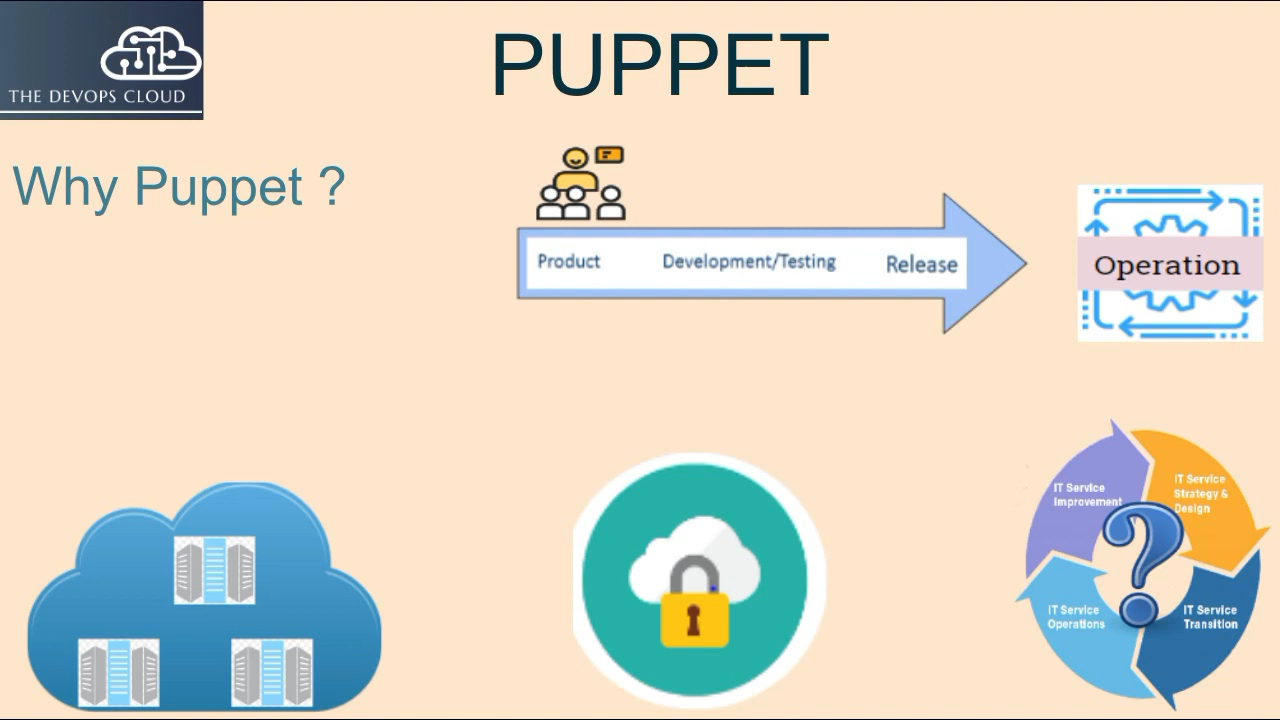 THE DEVOPS CLOUD
PUPPET
Why Puppet ?
Product
Development/Testing
Release
Operation
IT Service
Improvement
IT Service
Strategy &
Design
?
IT Service
Operations
IT Service
Transition